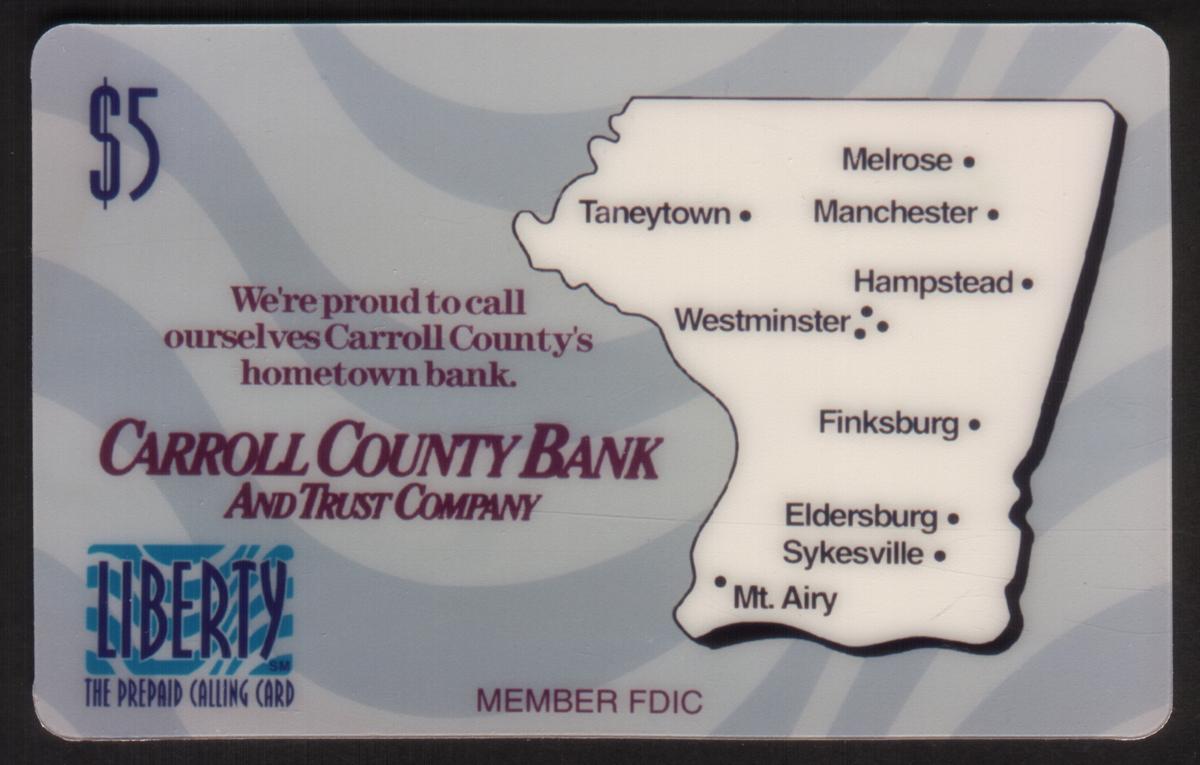 $5
We're proud to call
ourselves Carroll County's
hometown bank.
CARROLL COUNTY BANK
AND TRUST COMPANY
LIBERTY SM
THE PREPAID CALLING CARD
Melrose
Taneytown
Manchester
Hampstead
Westminster
Finksburg
Eldersburg
Sykesville
Mt. Airy
MEMBER FDIC